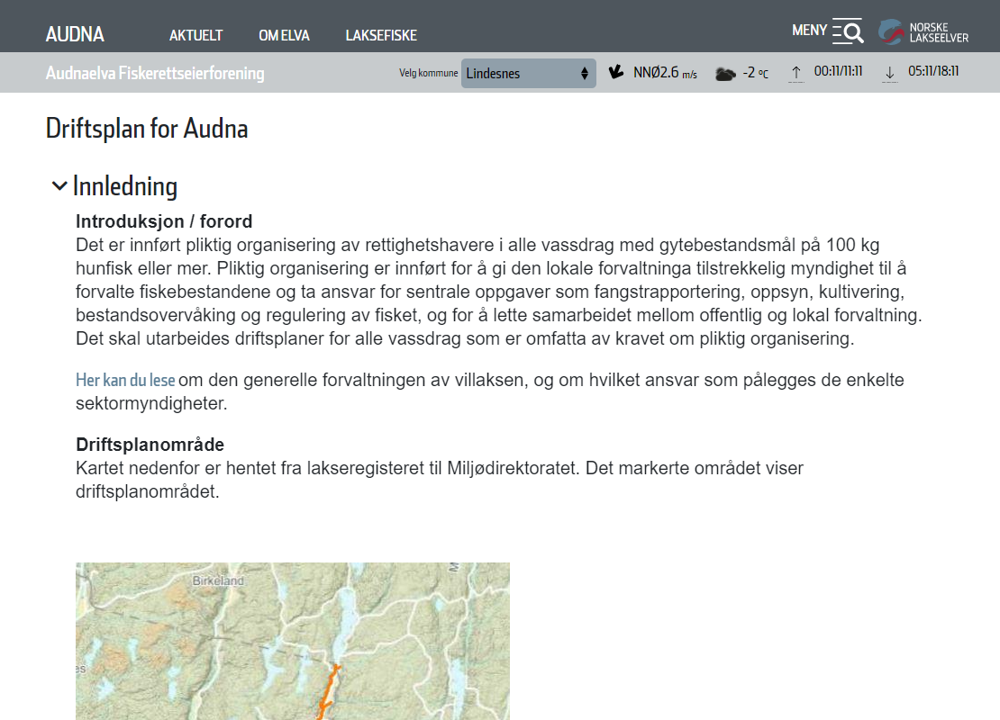 AUDNA
AKTUELT
OM ELVA
LAKSEFISKE
MENY
NORSKE
LAKSEELVER
Audnaelva Fiskerettseierforening
Velg kommune
Lindesnes
NNØ2.6 m/s
-2 °C
00:11/11:11
05:11/18:11
Driftsplan for Audna
Innledning
Introduksjon / forord
Det er innført pliktig organisering av rettighetshavere i alle vassdrag med gytebestandsmål på 100 kg
hunfisk eller mer. Pliktig organisering er innført for å gi den lokale forvaltninga tilstrekkelig myndighet til å
forvalte fiskebestandene og ta ansvar for sentrale oppgaver som fangstrapportering, oppsyn, kultivering,
bestandsovervåking og regulering av fisket, og for å lette samarbeidet mellom offentlig og lokal forvaltning.
Det skal utarbeides driftsplaner for alle vassdrag som er omfatta av kravet om pliktig organisering.
Her kan du lese om den generelle forvaltningen av villaksen, og om hvilket ansvar som pålegges de enkelte
sektormyndigheter.
Driftsplanområde
Kartet nedenfor er hentet fra lakseregisteret til Miljødirektoratet. Det markerte området viser
driftsplanområdet.
Birkeland